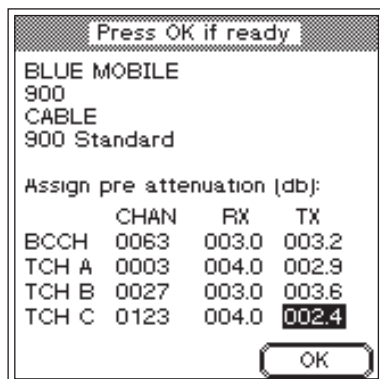 Press OK if ready
BLUE MOBILE
900
CABLE
900 Standard
Assign pre attenuation (db):
CHAN RX TX
BCCH 0063 003.0 003.2
TCH A 0003 004.0 002.9
TCH B 0027 003.0 003.6
TCH C 0123 004.0 002.4
OK